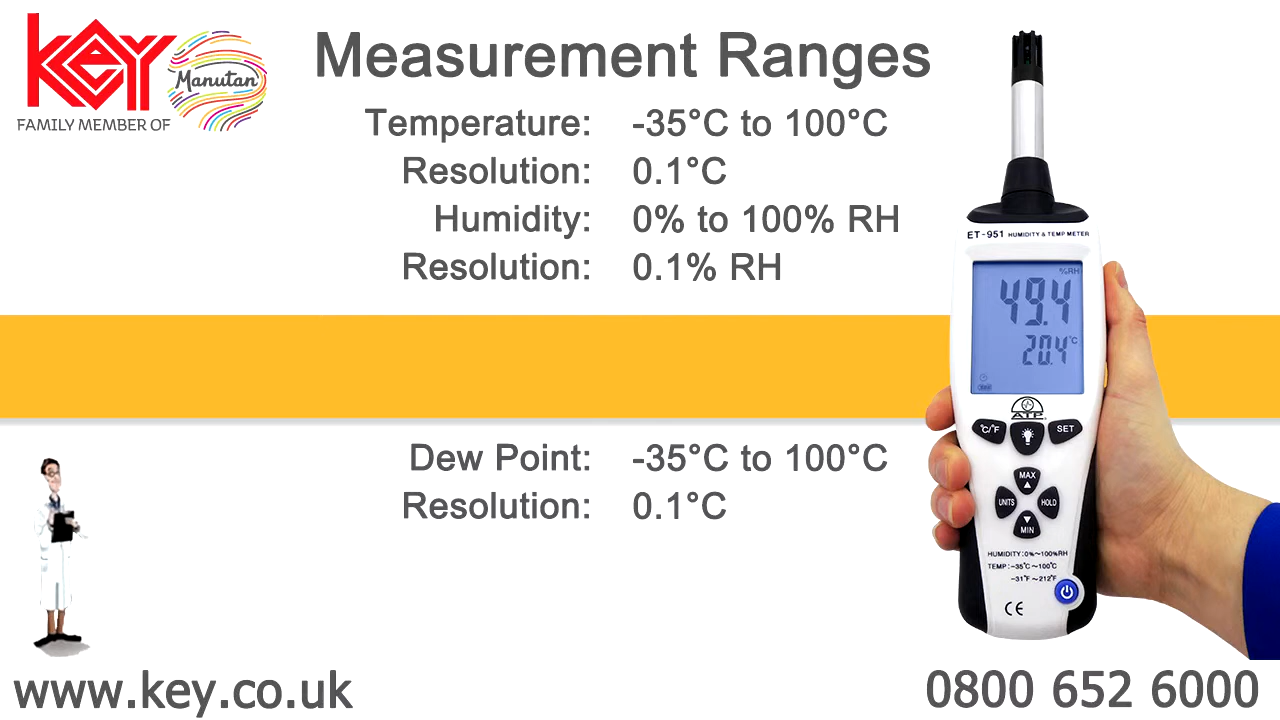 KEY
Manutan
FAMILY MEMBER OF
Measurement Ranges
Temperature: -35°C to 100°C
Resolution: 0.1°C
Humidity: 0% to 100% RH
Resolution: 0.1% RH
Dew Point: -35°C to 100°C
Resolution: 0.1°C
ET-951 HUMIDITY & TEMP METER
%RH
49.4
20.4 °C
ATP
°C/°F
SET
MAX
UNITS
HOLD
MIN
HUMIDITY:0%~100%RH
TEMP:-35°C~100°C
-31°F~212°F
CE
www.key.co.uk
0800 652 6000